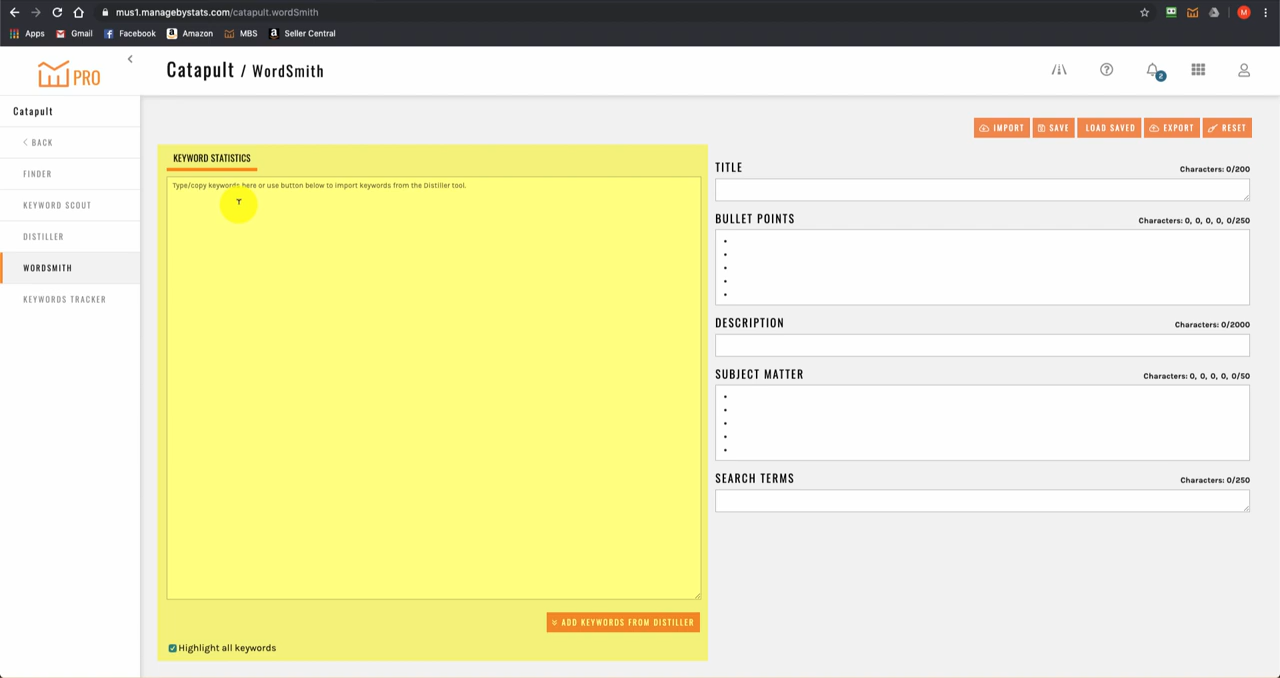 mus1.managebystats.com/catapult.wordSmith
M
Apps Gmail Facebook Amazon MBS Seller Central
PRO
Catapult / WordSmith
2
Catapult
< BACK
FINDER
KEYWORD SCOUT
DISTILLER
WORDSMITH
KEYWORDS TRACKER
IMPORT SAVE LOAD SAVED EXPORT RESET
KEYWORD STATISTICS
Type/copy keywords here or use button below to import keywords from the Distiller tool.
ADD KEYWORDS FROM DISTILLER
Highlight all keywords
TITLE Characters: 0/200
BULLET POINTS Characters: 0, 0, 0, 0, 0/250
DESCRIPTION Characters: 0/2000
SUBJECT MATTER Characters: 0, 0, 0, 0, 0/50
SEARCH TERMS Characters: 0/250